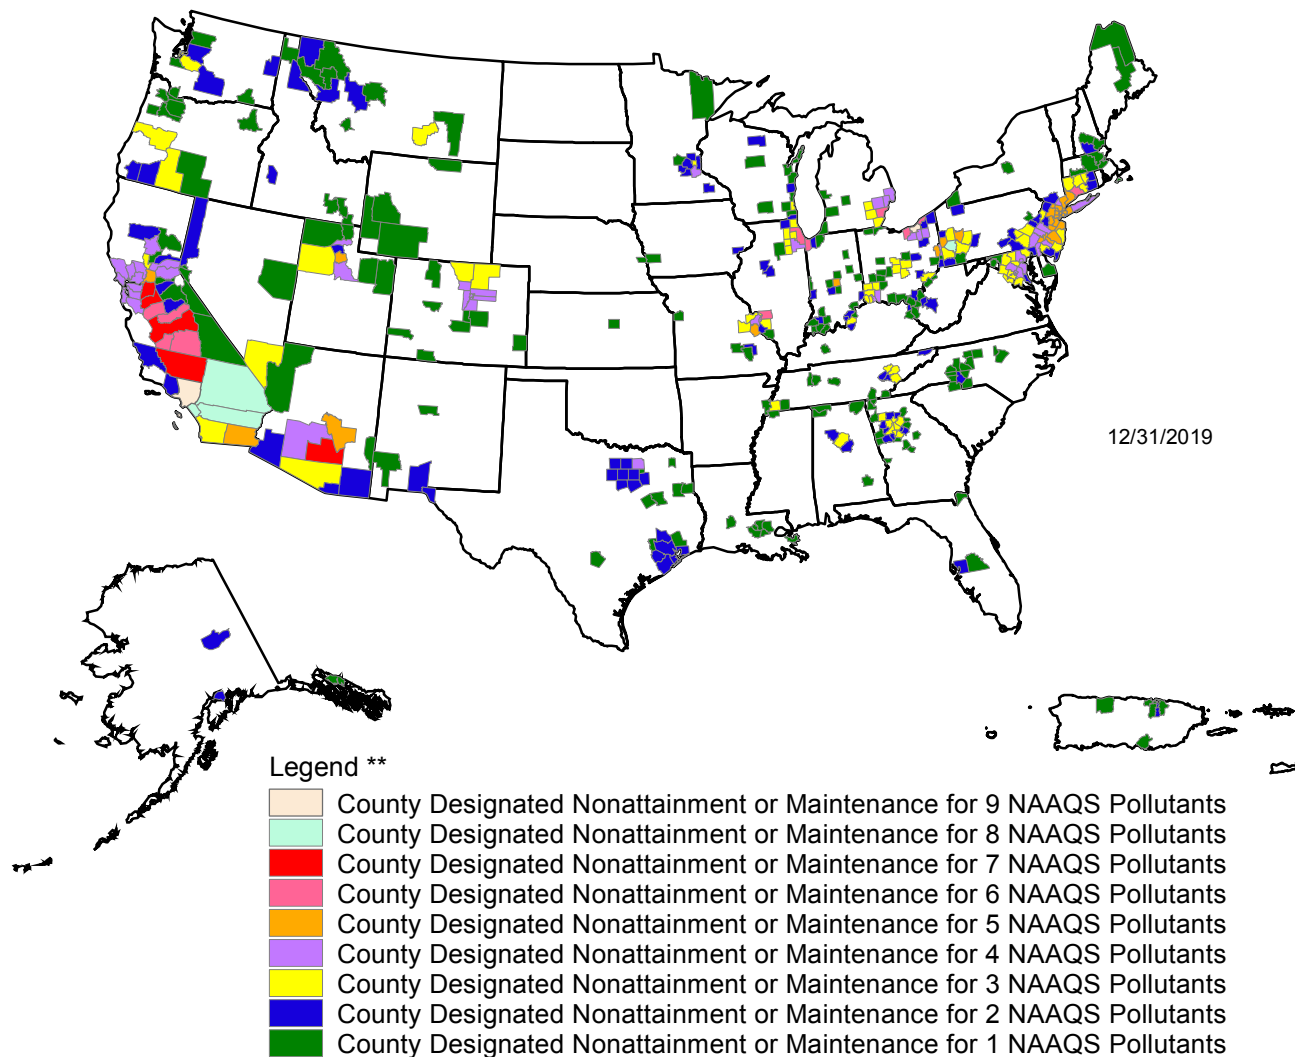 12/31/2019
Legend **
County Designated Nonattainment or Maintenance for 9 NAAQS Pollutants
County Designated Nonattainment or Maintenance for 8 NAAQS Pollutants
County Designated Nonattainment or Maintenance for 7 NAAQS Pollutants
County Designated Nonattainment or Maintenance for 6 NAAQS Pollutants
County Designated Nonattainment or Maintenance for 5 NAAQS Pollutants
County Designated Nonattainment or Maintenance for 4 NAAQS Pollutants
County Designated Nonattainment or Maintenance for 3 NAAQS Pollutants
County Designated Nonattainment or Maintenance for 2 NAAQS Pollutants
County Designated Nonattainment or Maintenance for 1 NAAQS Pollutants